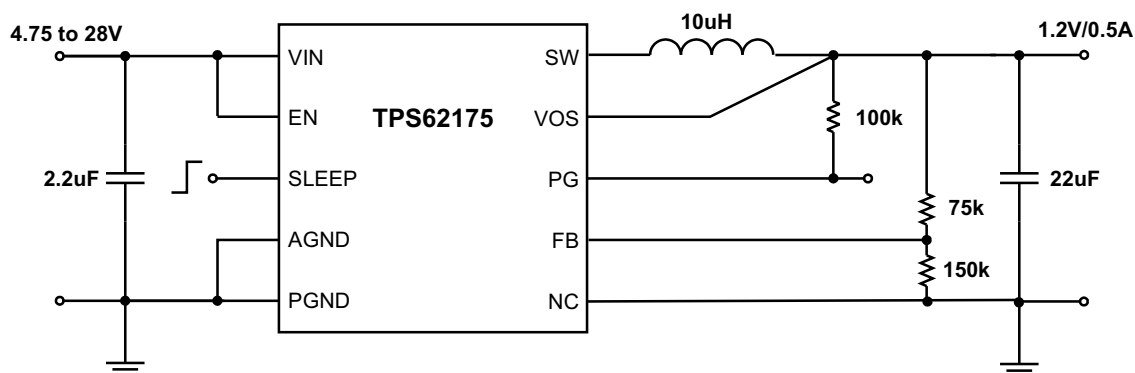 4.75 to 28V
10uH
1.2V/0.5A
VIN
SW
EN
TPS62175
VOS
100k
2.2uF
SLEEP
PG
22uF
75k
AGND
FB
150k
PGND
NC